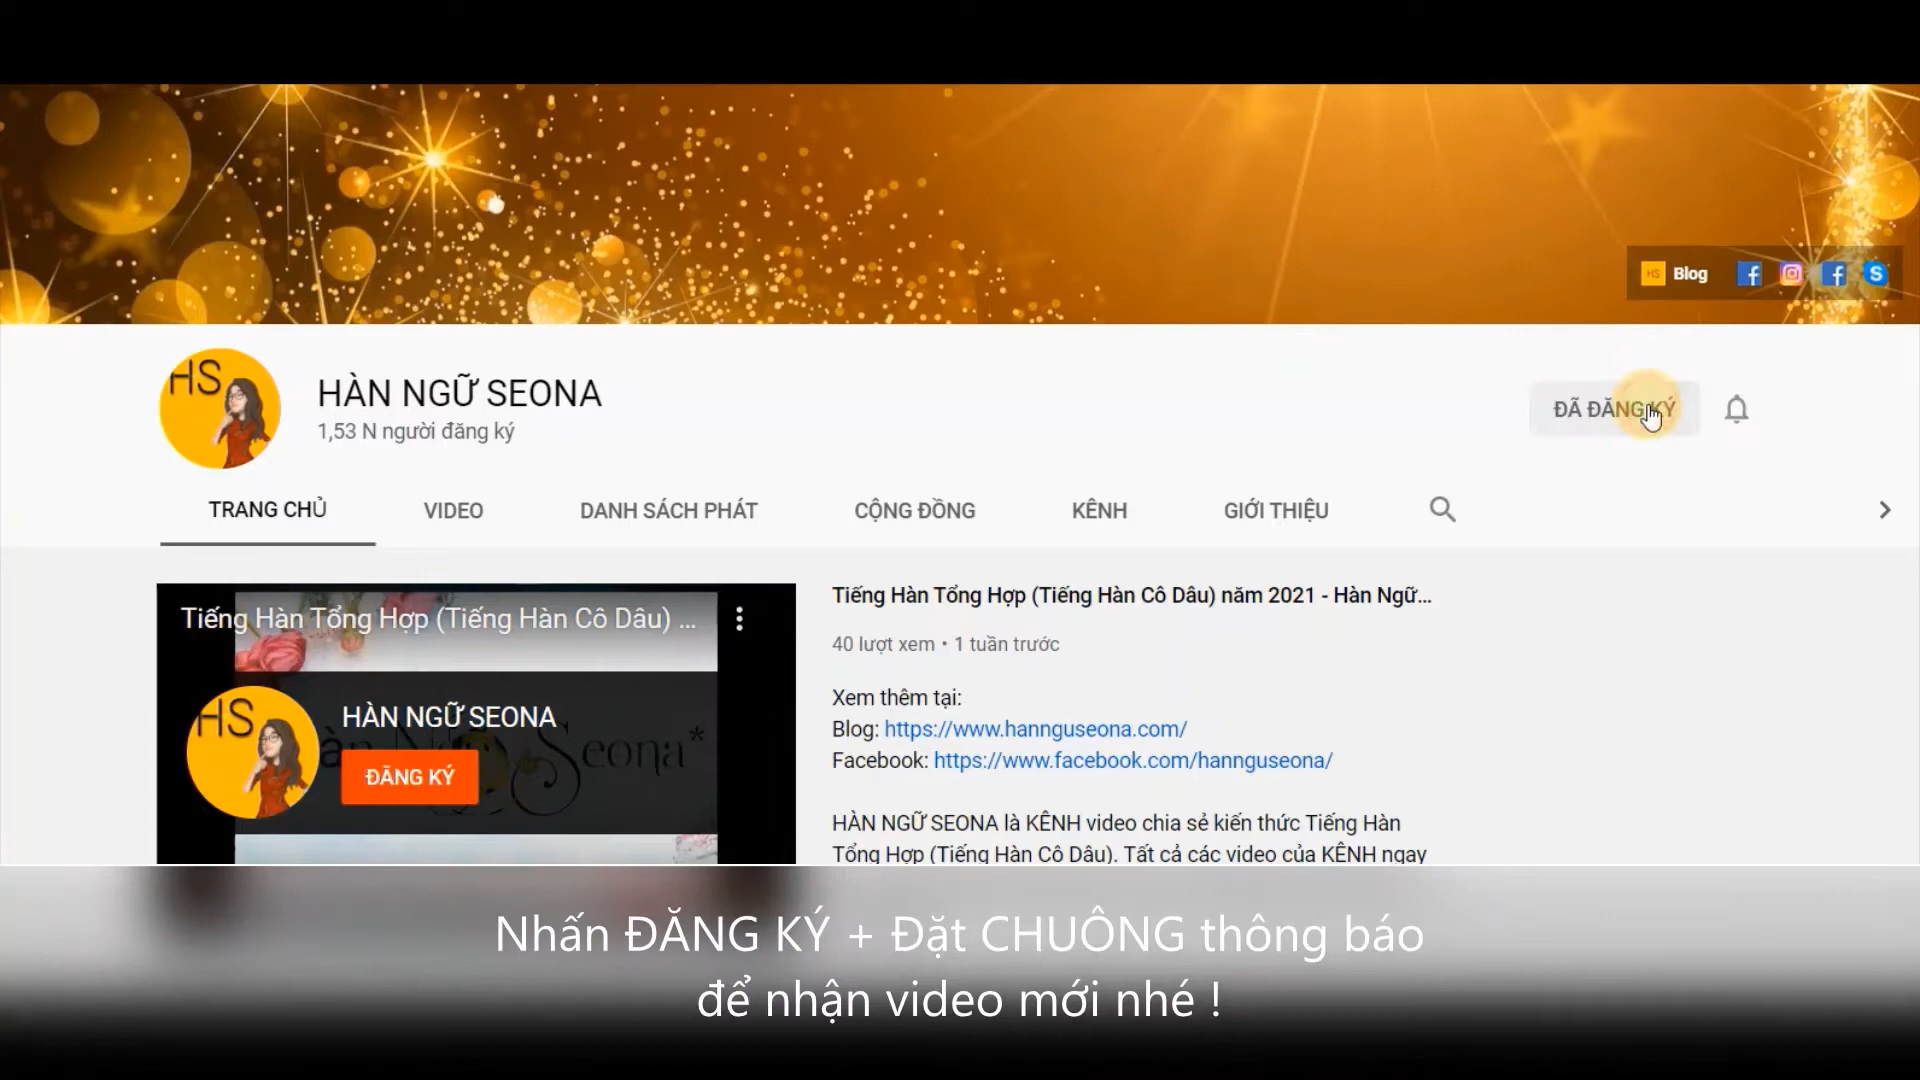 HS Blog
HS
HÀN NGỮ SEONA
1,53 N người đăng ký
ĐÃ ĐĂNG KÝ
TRANG CHỦ VIDEO DANH SÁCH PHÁT CỘNG ĐỒNG KÊNH GIỚI THIỆU
Tiếng Hàn Tổng Hợp (Tiếng Hàn Cô Dâu) ...
HS
HÀN NGỮ SEONA
Seona*
ĐĂNG KÝ
Tiếng Hàn Tổng Hợp (Tiếng Hàn Cô Dâu) năm 2021 - Hàn Ngữ...
40 lượt xem • 1 tuần trước
Xem thêm tại:
Blog: https://www.hannguseona.com/
Facebook: https://www.facebook.com/hannguseona/
HÀN NGỮ SEONA là KÊNH video chia sẻ kiến thức Tiếng Hàn
Tổng Hợp (Tiếng Hàn Cô Dâu). Tất cả các video của KÊNH ngay
Nhấn ĐĂNG KÝ + Đặt CHUÔNG thông báo
để nhận video mới nhé !